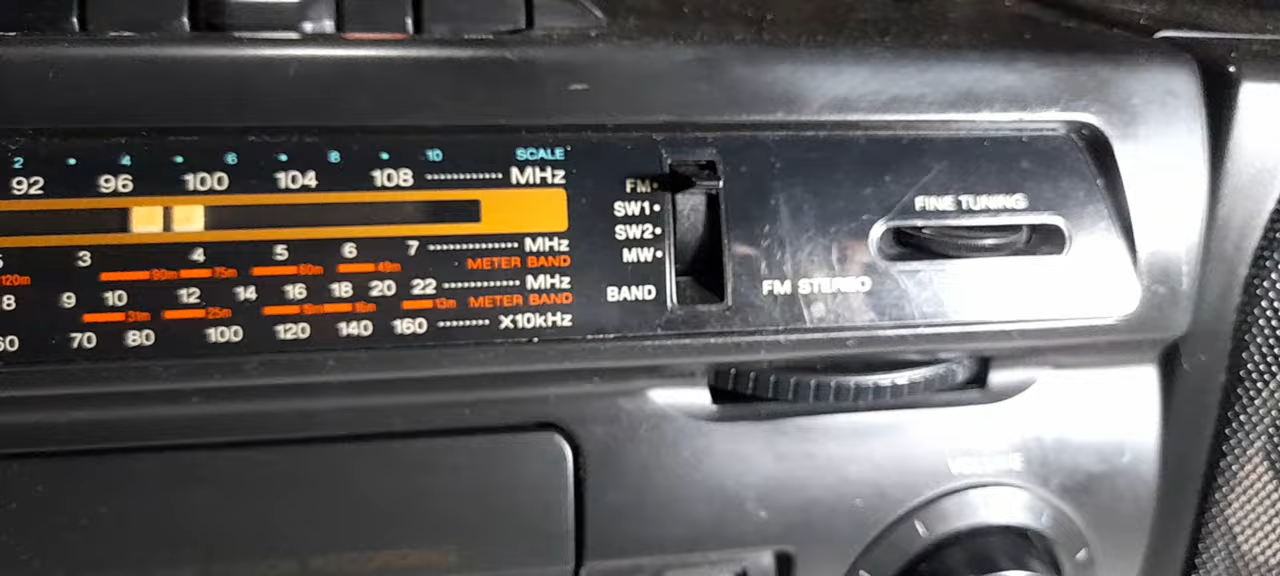 2 4 6 8 10 SCALE
92 96 100 104 108 MHz
3 4 5 6 7 MHz
120m 90m 75m 60m 49m METER BAND
8 9 10 12 14 16 18 20 22 MHz
31m 25m 19m 16m 13m METER BAND
60 70 80 100 120 140 160 X10kHz
FM
SW1
SW2
MW
BAND
FINE TUNING
FM STEREO
VOLUME